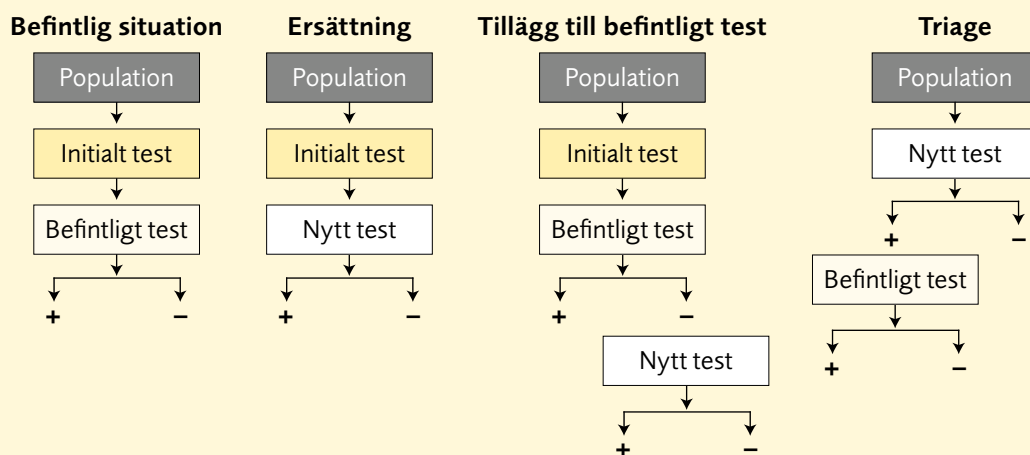 Befintlig situation
Population
Initialt test
Befintligt test
+ −
Ersättning
Population
Initialt test
Nytt test
+ −
Tillägg till befintligt test
Population
Initialt test
Befintligt test
+ −
Nytt test
+ −
Triage
Population
Nytt test
+ −
Befintligt test
+ −